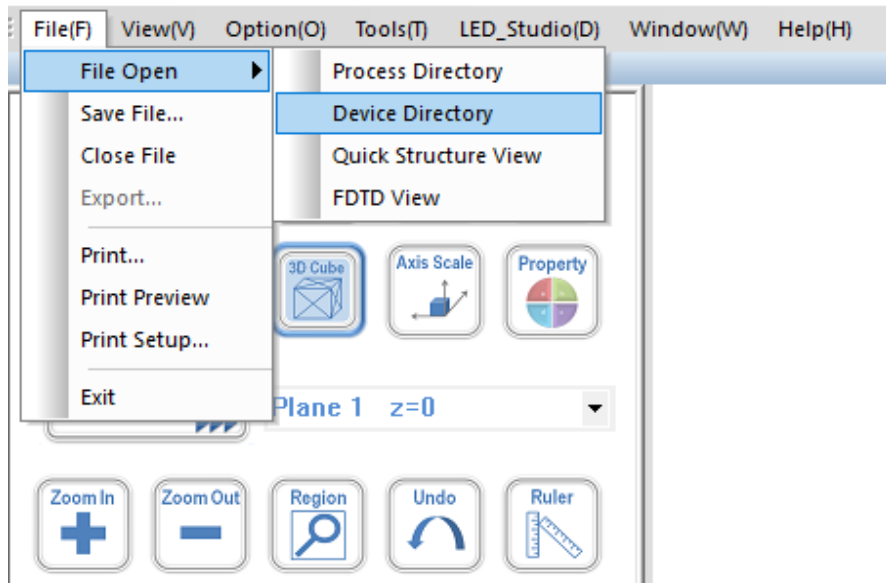 File(F) View(V) Option(O) Tools(T) LED_Studio(D) Window(W) Help(H)
File Open
Process Directory
Save File...
Device Directory
Close File
Quick Structure View
Export...
FDTD View
Print...
3D Cube Axis Scale Property
Print Preview
Print Setup...
Exit
Plane 1 z=0
Zoom In Zoom Out Region Undo Ruler